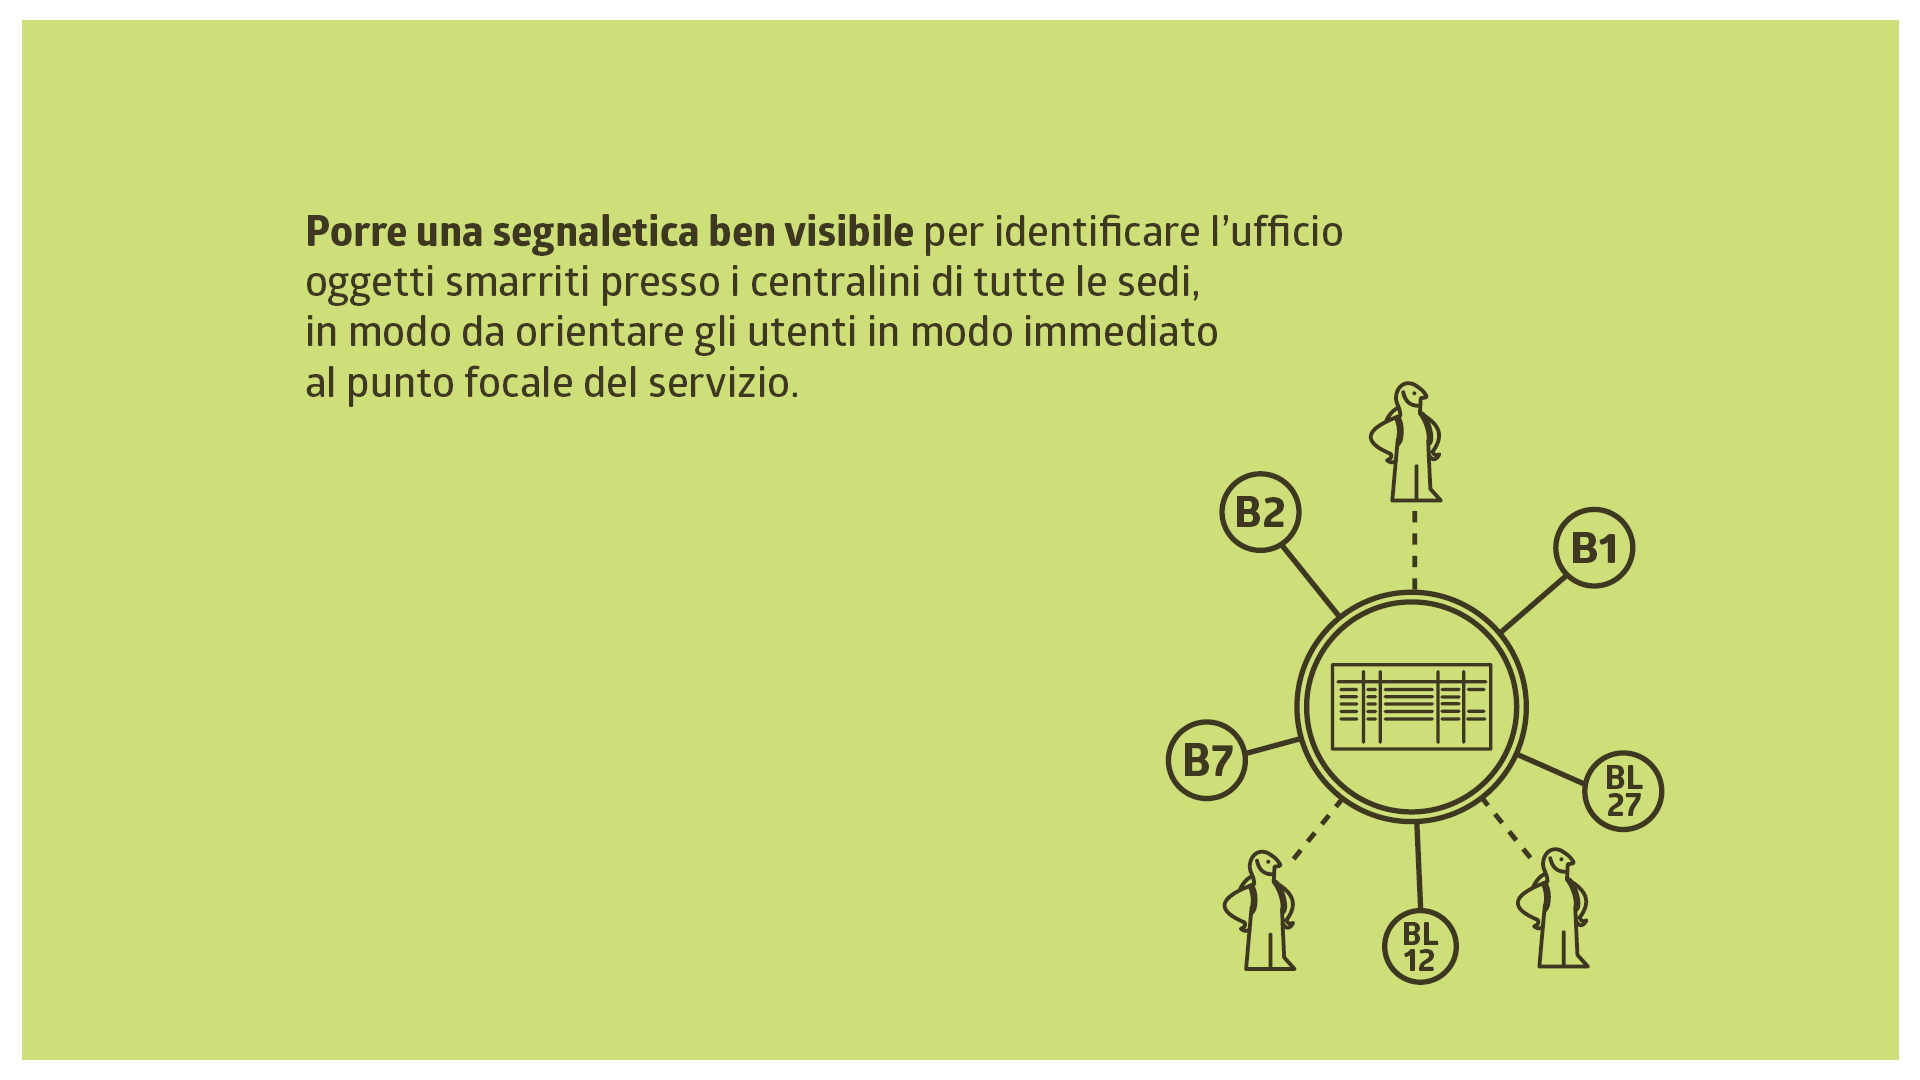 Porre una segnaletica ben visibile per identificare l’ufficio
oggetti smarriti presso i centralini di tutte le sedi,
in modo da orientare gli utenti in modo immediato
al punto focale del servizio.
B2
B1
B7
BL
27
BL
12